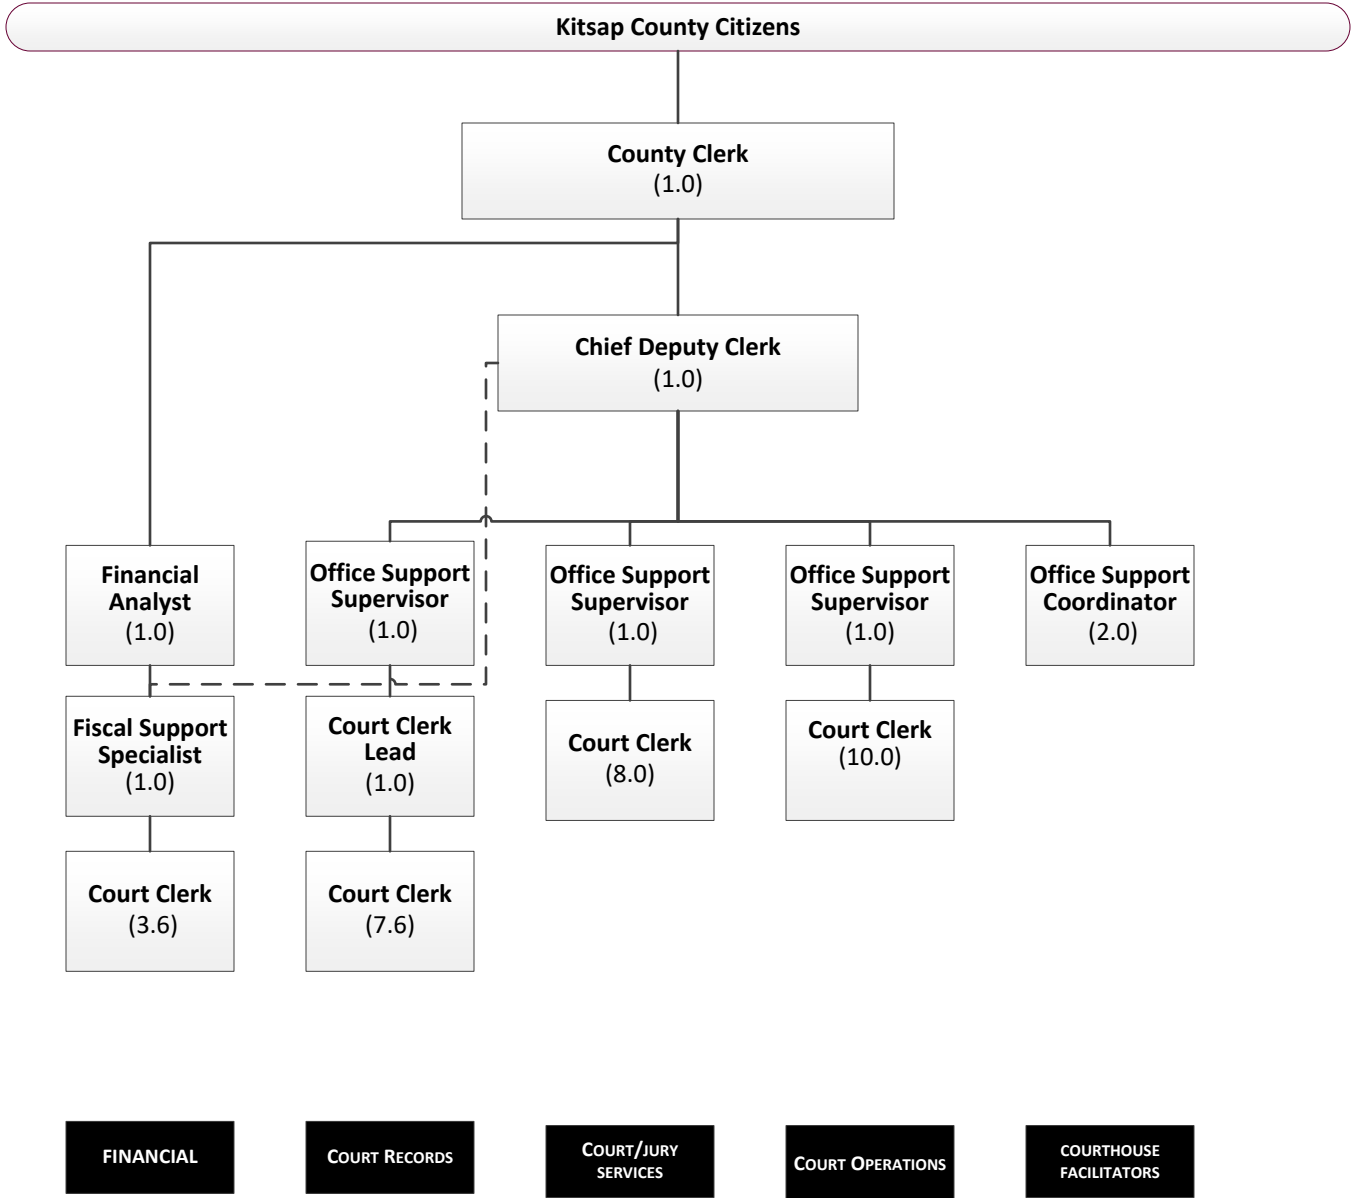 Kitsap County Citizens
County Clerk
(1.0)
Chief Deputy Clerk
(1.0)
Financial
Analyst
(1.0)
Office Support
Supervisor
(1.0)
Office Support
Supervisor
(1.0)
Office Support
Supervisor
(1.0)
Office Support
Coordinator
(2.0)
Fiscal Support
Specialist
(1.0)
Court Clerk
Lead
(1.0)
Court Clerk
(8.0)
Court Clerk
(10.0)
Court Clerk
(3.6)
Court Clerk
(7.6)
FINANCIAL
COURT RECORDS
COURT/JURY
SERVICES
COURT OPERATIONS
COURTHOUSE
FACILITATORS